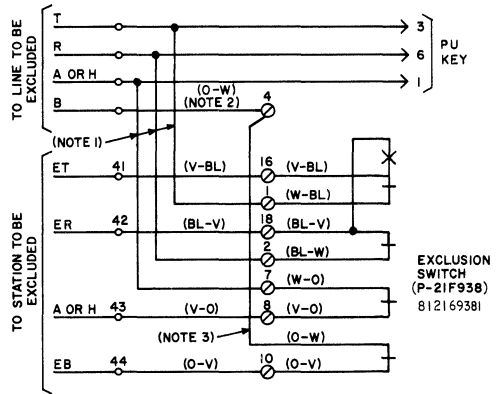 TO LINE TO BE EXCLUDED
T 3
R 6
A OR H 1
PU KEY
B (O-W) 4
(NOTE 2)
(NOTE 1)
TO STATION TO BE EXCLUDED
ET 41 (V-BL) 16 (V-BL)
1 (W-BL)
ER 42 (BL-V) 18 (BL-V)
2 (BL-W)
7 (W-O)
A OR H 43 (V-O) 8 (V-O)
(NOTE 3) (O-W)
EB 44 (O-V) 10 (O-V)
EXCLUSION
SWITCH
(P-21F938)
812169381